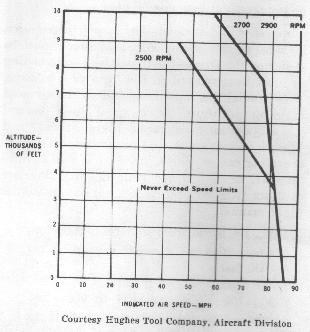 10
9
8
7
6
5
4
3
2
1
0
2700 2900 RPM
2500 RPM
ALTITUDE—
THOUSANDS
OF FEET
Never Exceed Speed Limits
0 10 20 30 40 50 60 70 80 90
INDICATED AIR SPEED—MPH
Courtesy Hughes Tool Company, Aircraft Division